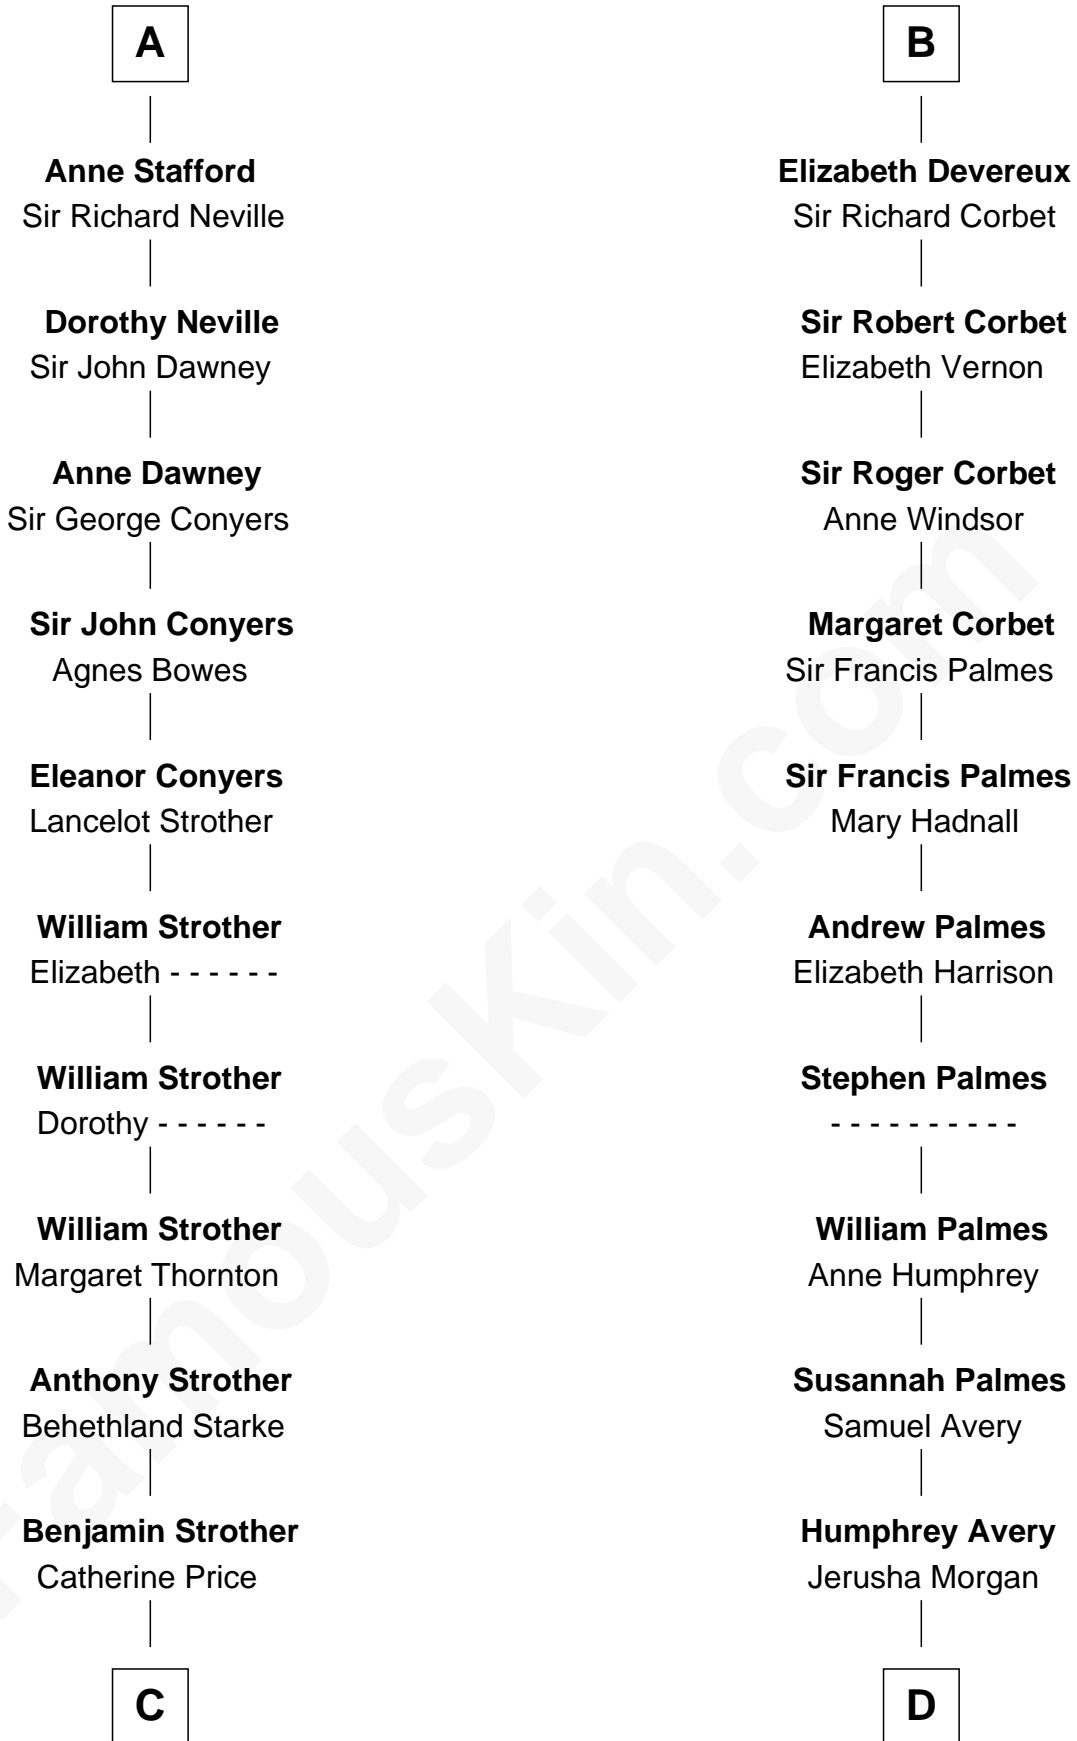 A
Anne Stafford
Sir Richard Neville
Dorothy Neville
Sir John Dawney
Anne Dawney
Sir George Conyers
Sir John Conyers
Agnes Bowes
Eleanor Conyers
Lancelot Strother
William Strother
Elizabeth - - - - - -
William Strother
Dorothy - - - - - -
William Strother
Margaret Thornton
Anthony Strother
Behethland Starke
Benjamin Strother
Catherine Price
C
B
Elizabeth Devereux
Sir Richard Corbet
Sir Robert Corbet
Elizabeth Vernon
Sir Roger Corbet
Anne Windsor
Margaret Corbet
Sir Francis Palmes
Sir Francis Palmes
Mary Hadnall
Andrew Palmes
Elizabeth Harrison
Stephen Palmes
- - - - - - - - - -
William Palmes
Anne Humphrey
Susannah Palmes
Samuel Avery
Humphrey Avery
Jerusha Morgan
D
FamousKin.com